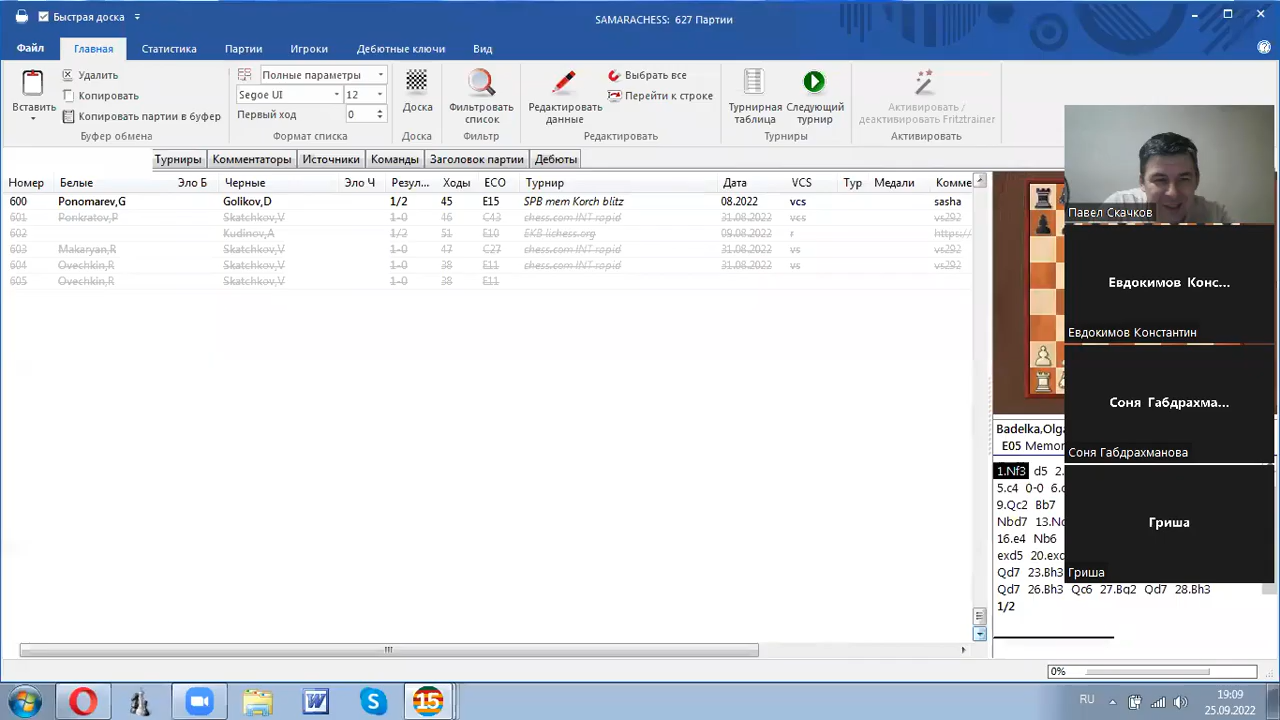 Быстрая доска
SAMARACHESS: 627 Партии
Файл Главная Статистика Партии Игроки Дебютные ключи Вид
Вставить
Удалить
Копировать
Копировать партии в буфер
Буфер обмена
Полные параметры
Segoe UI 12
Первый ход 0
Формат списка
Доска
Доска
Фильтровать
список
Фильтр
Редактировать
данные
Выбрать все
Перейти к строке
Редактировать
Турнирная
таблица
Следующий
турнир
Турниры
Активировать /
деактивировать Fritztrainer
Активировать
Турниры Комментаторы Источники Команды Заголовок партии Дебюты
Номер Белые Эло Б Черные Эло Ч Резул... Ходы ECO Турнир Дата VCS Тур Медали Комме
600 Ponomarev,G Golikov,D 1/2 45 E15 SPB mem Korch blitz 08.2022 vcs sasha
601 Ponkratov,P Skatchkov,V 1-0 46 C43 chess.com INT rapid 31.08.2022 vs vs292
602 Kudinov,A 1/2 51 E10 EKB lichess.org 09.08.2022 r https:/
603 Makaryan,R Skatchkov,V 1-0 47 C27 chess.com INT rapid 31.08.2022 vs vs292
604 Ovechkin,R Skatchkov,V 1-0 38 E11 chess.com INT rapid 31.08.2022 vs vs292
605 Ovechkin,R Skatchkov,V 1-0 38 E11
Павел Скачков
Евдокимов Конс...
Евдокимов Константин
Соня Габдрахма...
Соня Габдрахманова
Гриша
Гриша
Badelka,Olga
E05 Memor
1.Nf3 d5 2.
5.c4 0-0 6.
9.Qc2 Bb7
Nbd7 13.Nc
16.e4 Nb6
exd5 20.exd
Qd7 23.Bh3
Qd7 26.Bh3 Qc6 27.Bg2 Qd7 28.Bh3
1/2
0%
15
RU
19:09
25.09.2022